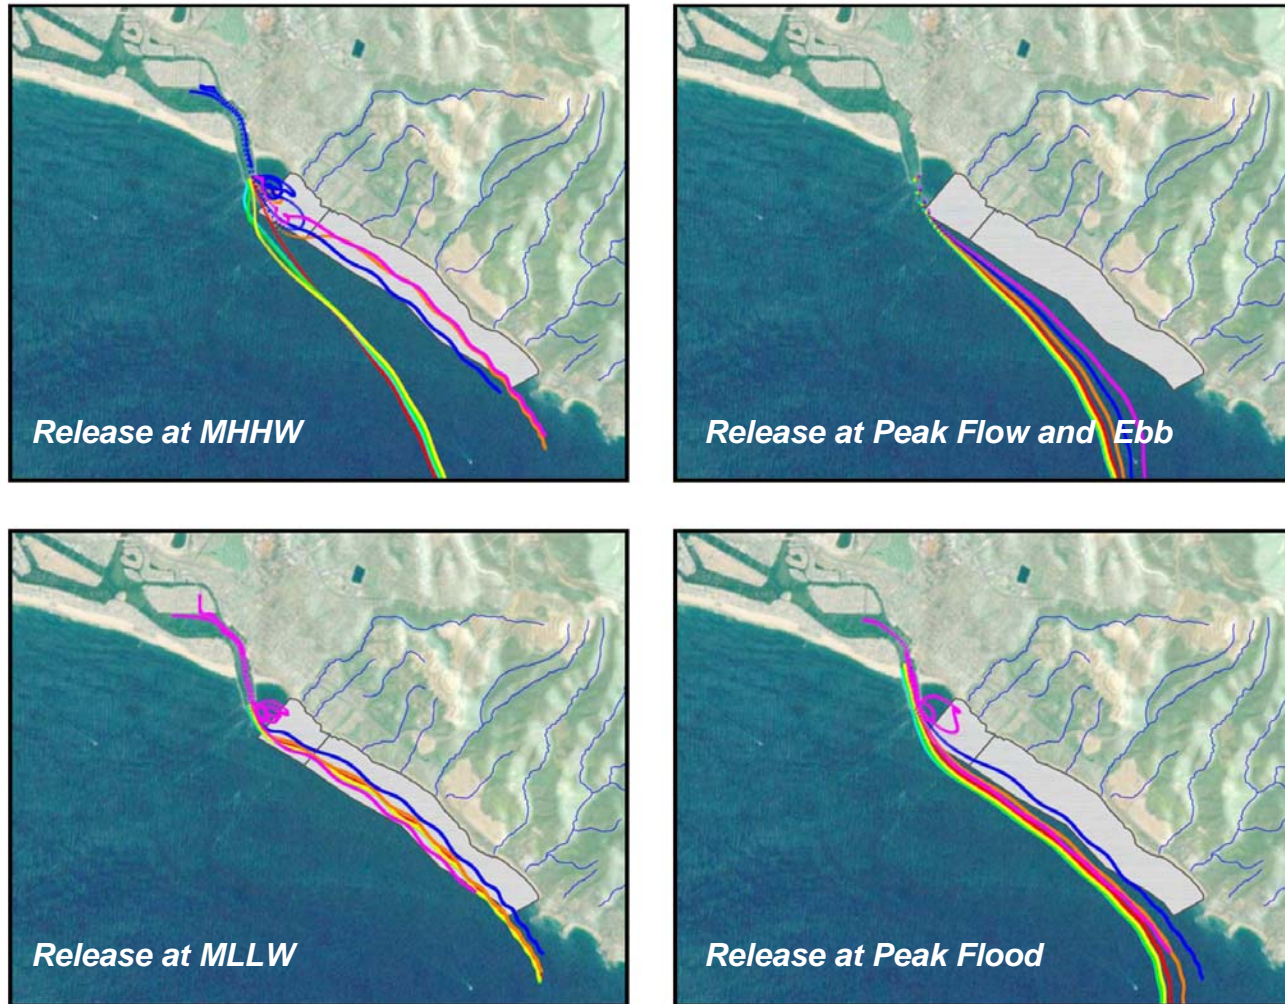 Release at MHHW
Release at Peak Flow and Ebb
Release at MLLW
Release at Peak Flood